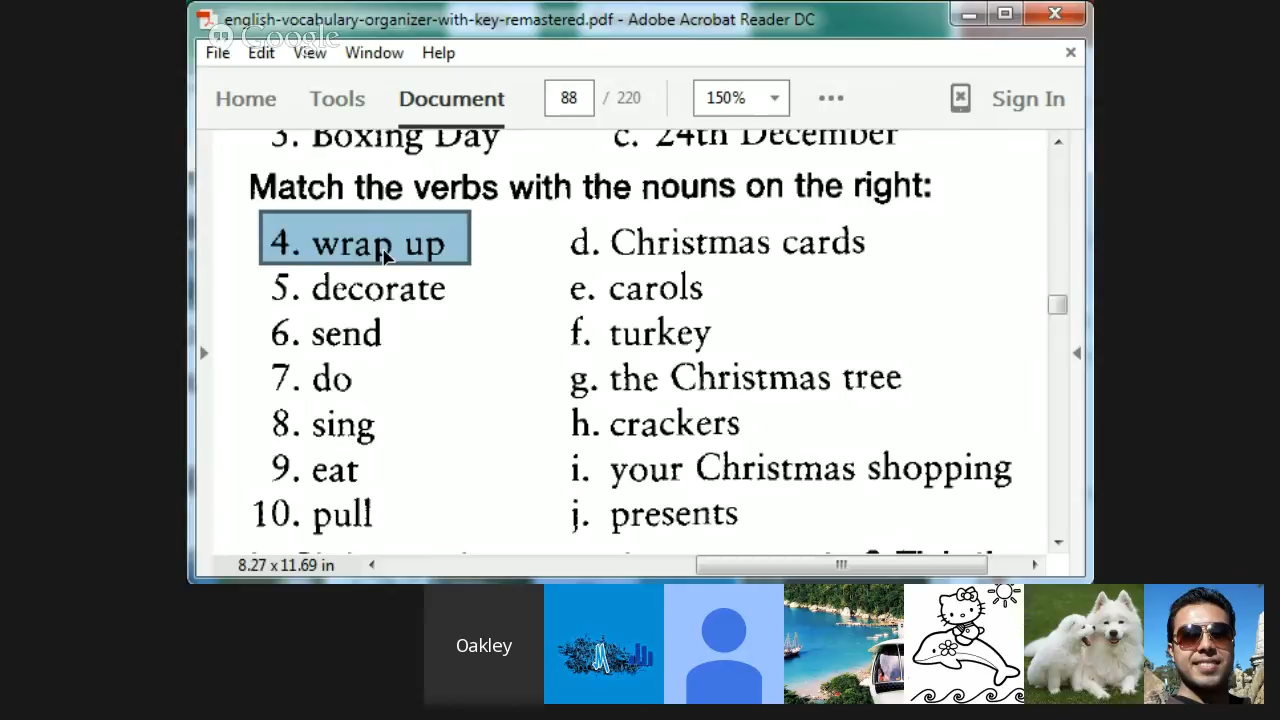 english-vocabulary-organizer-with-key-remastered.pdf - Adobe Acrobat Reader DC
Google
File Edit View Window Help
Home Tools Document 88 / 220 150% Sign In
3. Boxing Day c. 24th December
Match the verbs with the nouns on the right:
4. wrap up d. Christmas cards
5. decorate e. carols
6. send f. turkey
7. do g. the Christmas tree
8. sing h. crackers
9. eat i. your Christmas shopping
10. pull j. presents
8.27 x 11.69 in
Oakley